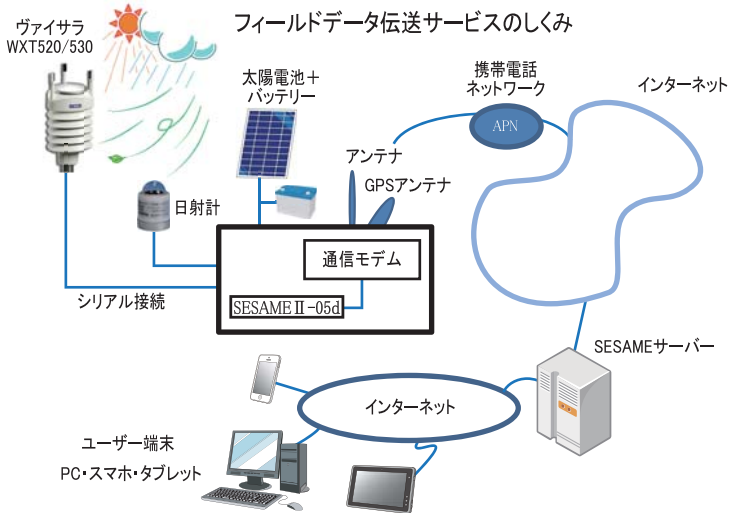 フィールドデータ伝送サービスのしくみ
ヴァイサラ
WXT520/530
太陽電池＋
バッテリー
携帯電話
ネットワーク
インターネット
APN
アンテナ
GPSアンテナ
日射計
通信モデム
シリアル接続
SESAMEⅡ-05d
SESAMEサーバー
インターネット
ユーザー端末
PC・スマホ・タブレット